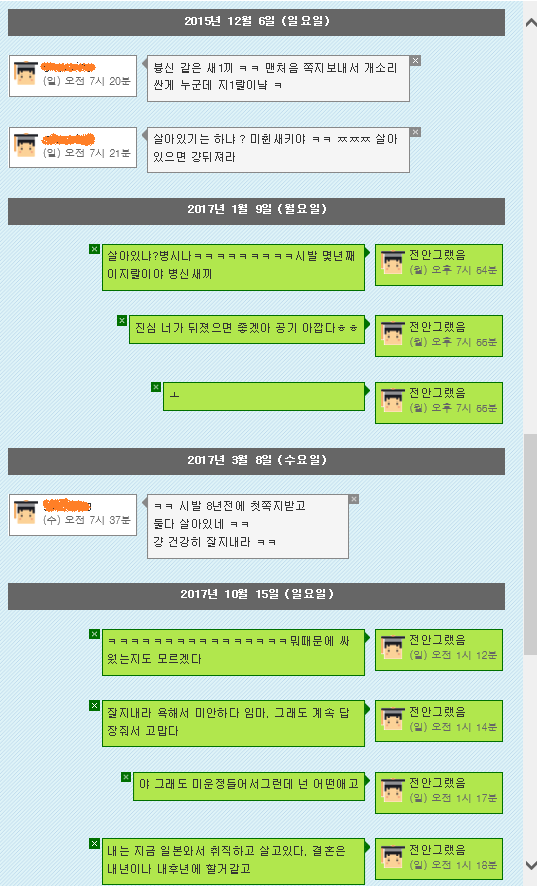 2015년 12월 6일 (일요일)
(일) 오전 7시 20분
븅신 같은 새1끼 ㅋㅋ 맨처음 쪽지보내서 개소리
싼게 누군데 지1랄이냨 ㅋ
(일) 오전 7시 21분
살아있기는 하냐? 미췬새키야 ㅋㅋ ㅉㅉㅉ 살아
있으면 걍뒤져라
2017년 1월 9일 (월요일)
살아있냐?병시나ㅋㅋㅋㅋㅋㅋㅋㅋㅋ시발 몇년째
이지랄이야 병신새끼
전안그랬음
(월) 오후 7시 54분
진심 너가 뒤졌으면 좋겠아 공기 아깝다ㅎㅎ
전안그랬음
(월) 오후 7시 55분
ㅗ
전안그랬음
(월) 오후 7시 55분
2017년 3월 8일 (수요일)
(수) 오전 7시 37분
ㅋㅋ 시발 8년전에 첫쪽지받고
둘다 살아있네 ㅋㅋ
걍 건강히 잘지내라 ㅋㅋ
2017년 10월 15일 (일요일)
ㅋㅋㅋㅋㅋㅋㅋㅋㅋㅋㅋㅋㅋㅋㅋㅋ뭐때문에 싸
웠는지도 모르겠다
전안그랬음
(일) 오전 1시 12분
잘지내라 욕해서 미안하다 임마, 그래도 계속 답
장줘서 고맙다
전안그랬음
(일) 오전 1시 14분
야 그래도 미운정들어서그런데 넌 어떤애고
전안그랬음
(일) 오전 1시 17분
내는 지금 일본와서 취직하고 살고있다, 결혼은
내년이나 내후년에 할거같고
전안그랬음
(일) 오전 1시 18분